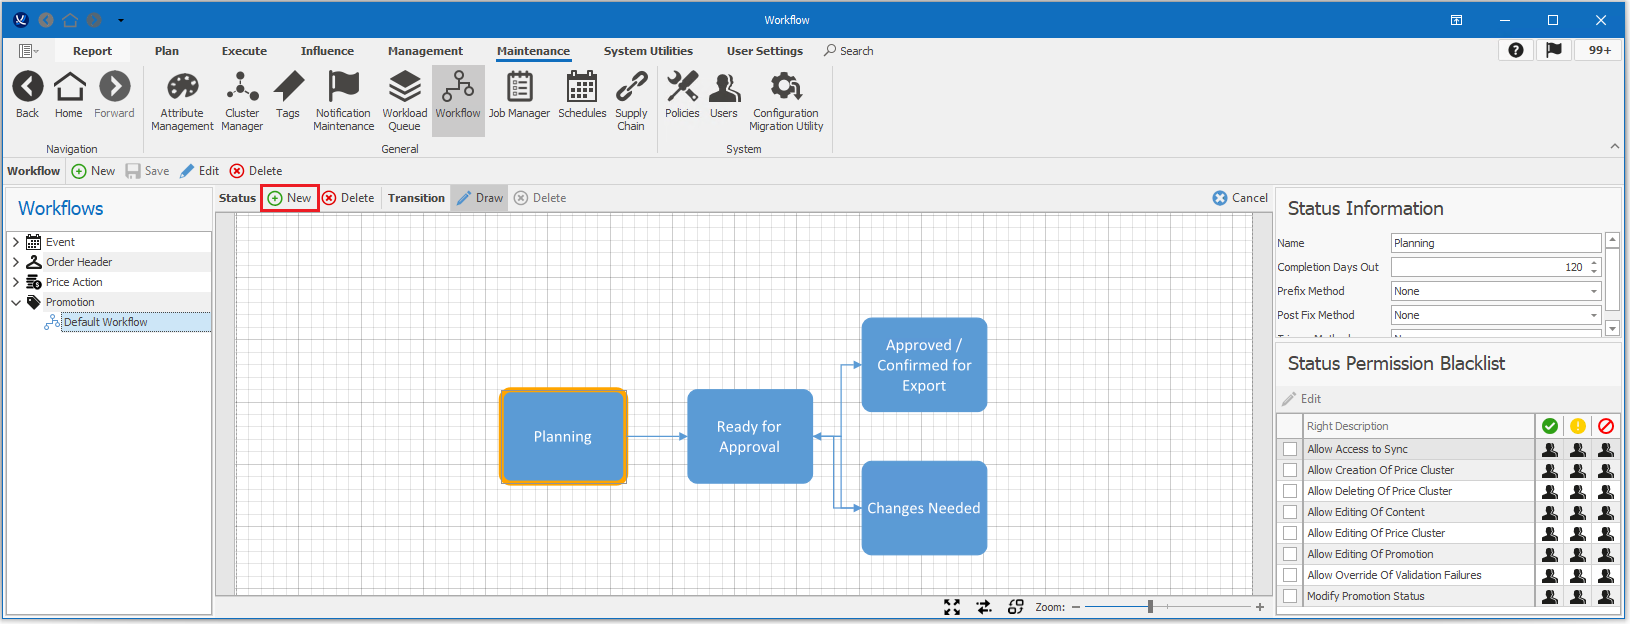 Workflow
Report Plan Execute Influence Management Maintenance System Utilities User Settings Search 99+
Back Home Forward Attribute Management Cluster Manager Tags Notification Maintenance Workload Queue Workflow Job Manager Schedules Supply Chain Policies Users Configuration Migration Utility
Navigation General System
Workflow New Save Edit Delete
Workflows
Event
Order Header
Price Action
Promotion
Default Workflow
Status New Delete Transition Draw Delete Cancel
Planning
Ready for
Approval
Approved /
Confirmed for
Export
Changes Needed
Zoom:
Status Information
Name Planning
Completion Days Out 120
Prefix Method None
Post Fix Method None
Status Permission Blacklist
Edit
Right Description
Allow Access to Sync
Allow Creation Of Price Cluster
Allow Deleting Of Price Cluster
Allow Editing Of Content
Allow Editing Of Price Cluster
Allow Editing Of Promotion
Allow Override Of Validation Failures
Modify Promotion Status